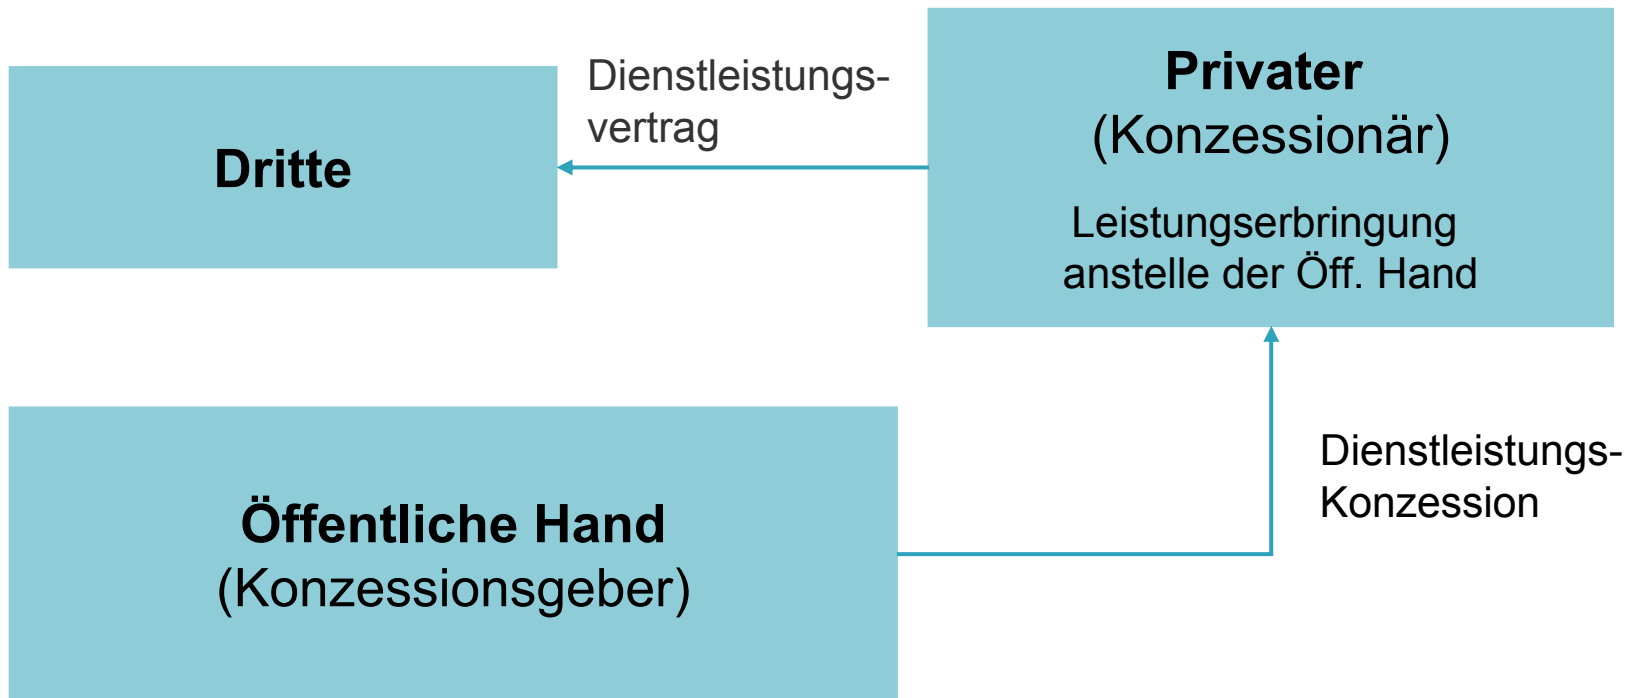 Dienstleistungs-
vertrag
Privater
(Konzessionär)
Leistungserbringung
anstelle der Öff. Hand
Dritte
Öffentliche Hand
(Konzessionsgeber)
Dienstleistungs-
Konzession